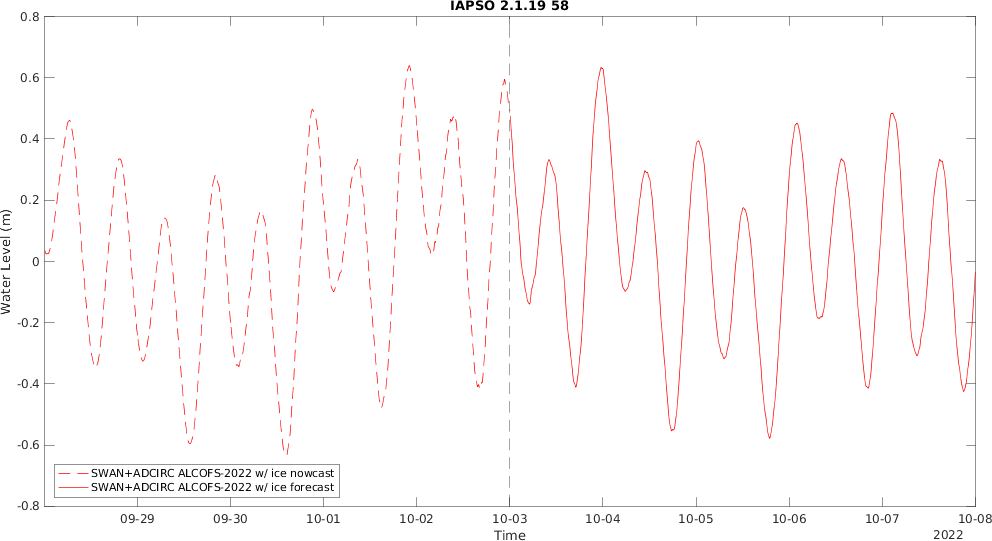 IAPSO 2.1.19 58
0.8
0.6
0.4
0.2
0
-0.2
-0.4
-0.6
-0.8
Water Level (m)
SWAN+ADCIRC ALCOFS-2022 w/ ice nowcast
SWAN+ADCIRC ALCOFS-2022 w/ ice forecast
09-29 09-30 10-01 10-02 10-03 10-04 10-05 10-06 10-07 10-08
Time
2022